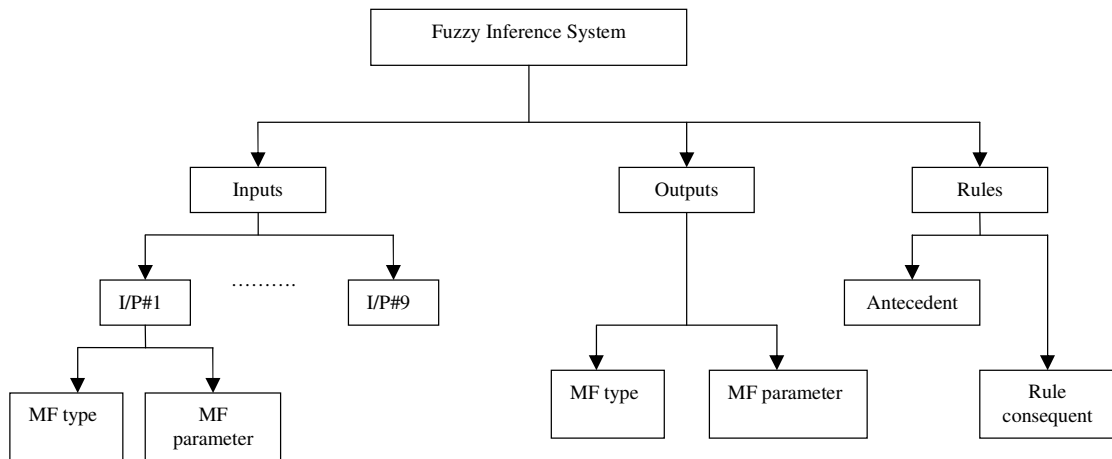 Fuzzy Inference System
Inputs
Outputs
Rules
I/P#1
..........
I/P#9
Antecedent
MF type
MF
parameter
MF type
MF parameter
Rule
consequent